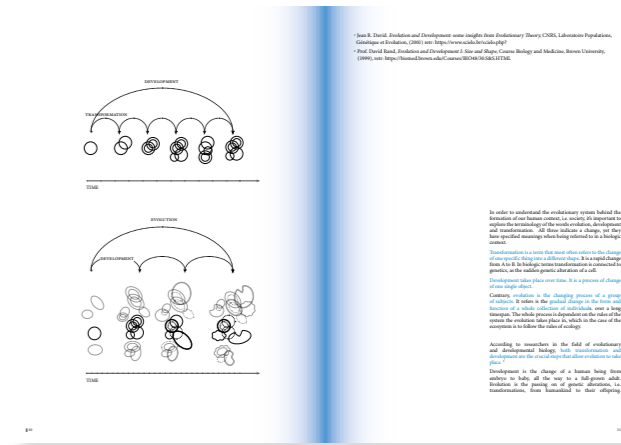 DEVELOPMENT
TRANSFORMATION
TIME
EVOLUTION
DEVELOPMENT
TIME
• Jean R. David: Evolution and Development: some insights from Evolutionary Theory, CNRS, Laboratoire Populations,
Génétique et Evolution, (2001) retr: https://www.scielo.br/scielo.php?
• Prof. David Rand, Evolution and Development I: Size and Shape, Course Biology and Medicine, Brown University,
(1999), retr: https://biomed.brown.edu/Courses/BIO48/30.S&S.HTML
In order to understand the evolutionary system behind the
formation of our human context, i.e. society, it's important to
explore the terminology of the words evolution, development
and transformation. All three indicate a change, yet they
have specified meanings when being referred to in a biologic
context.
Transformation is a term that most often refers to the change
of one specific thing into a different shape. It is a rapid change
from A to B. In biologic terms transformation is connected to
genetics, as the sudden genetic alteration of a cell.
Development takes place over time. It is a process of change
of one single object.
Contrary, evolution is the changing process of a group
of subjects. It refers to the gradual change in the form and
function of a whole collection of individuals, over a long
timespan. The whole process is dependent on the rules of the
system the evolution takes place in, which in the case of the
ecosystem is to follow the rules of ecology.
According to researchers in the field of evolutionary
and developmental biology, both transformation and
development are the crucial steps that allow evolution to take
place.
Development is the change of a human being from
embryo to baby, all the way to a full-grown adult.
Evolution is the passing on of genetic alterations, i.e.
transformations, from humankind to their offspring.